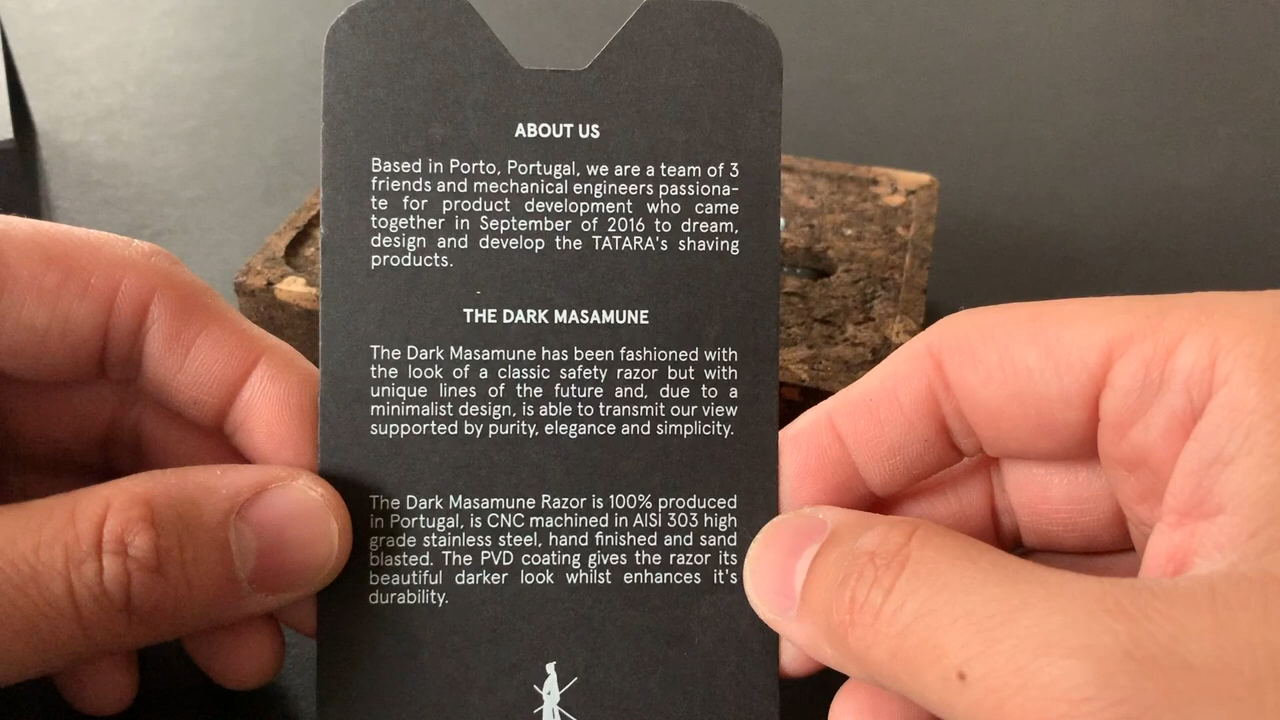 ABOUT US
Based in Porto, Portugal, we are a team of 3
friends and mechanical engineers passiona-
te for product development who came
together in September of 2016 to dream,
design and develop the TATARA's shaving
products.
THE DARK MASAMUNE
The Dark Masamune has been fashioned with
the look of a classic safety razor but with
unique lines of the future and, due to a
minimalist design, is able to transmit our view
supported by purity, elegance and simplicity.
The Dark Masamune Razor is 100% produced
in Portugal, is CNC machined in AISI 303 high
grade stainless steel, hand finished and sand
blasted. The PVD coating gives the razor its
beautiful darker look whilst enhances it's
durability.